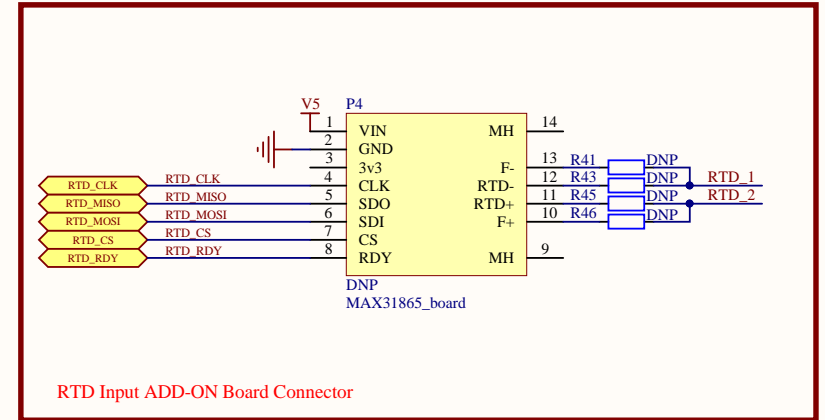 V5 P4
1 VIN MH 14
2 GND
3 3v3 F- 13 R41 DNP
RTD_CLK RTD_CLK 4 CLK RTD- 12 R43 DNP RTD_1
RTD_MISO RTD_MISO 5 SDO RTD+ 11 R45 DNP RTD_2
RTD_MOSI RTD_MOSI 6 SDI F+ 10 R46 DNP
RTD_CS RTD_CS 7 CS
RTD_RDY RTD_RDY 8 RDY MH 9
DNP
MAX31865_board
RTD Input ADD-ON Board Connector